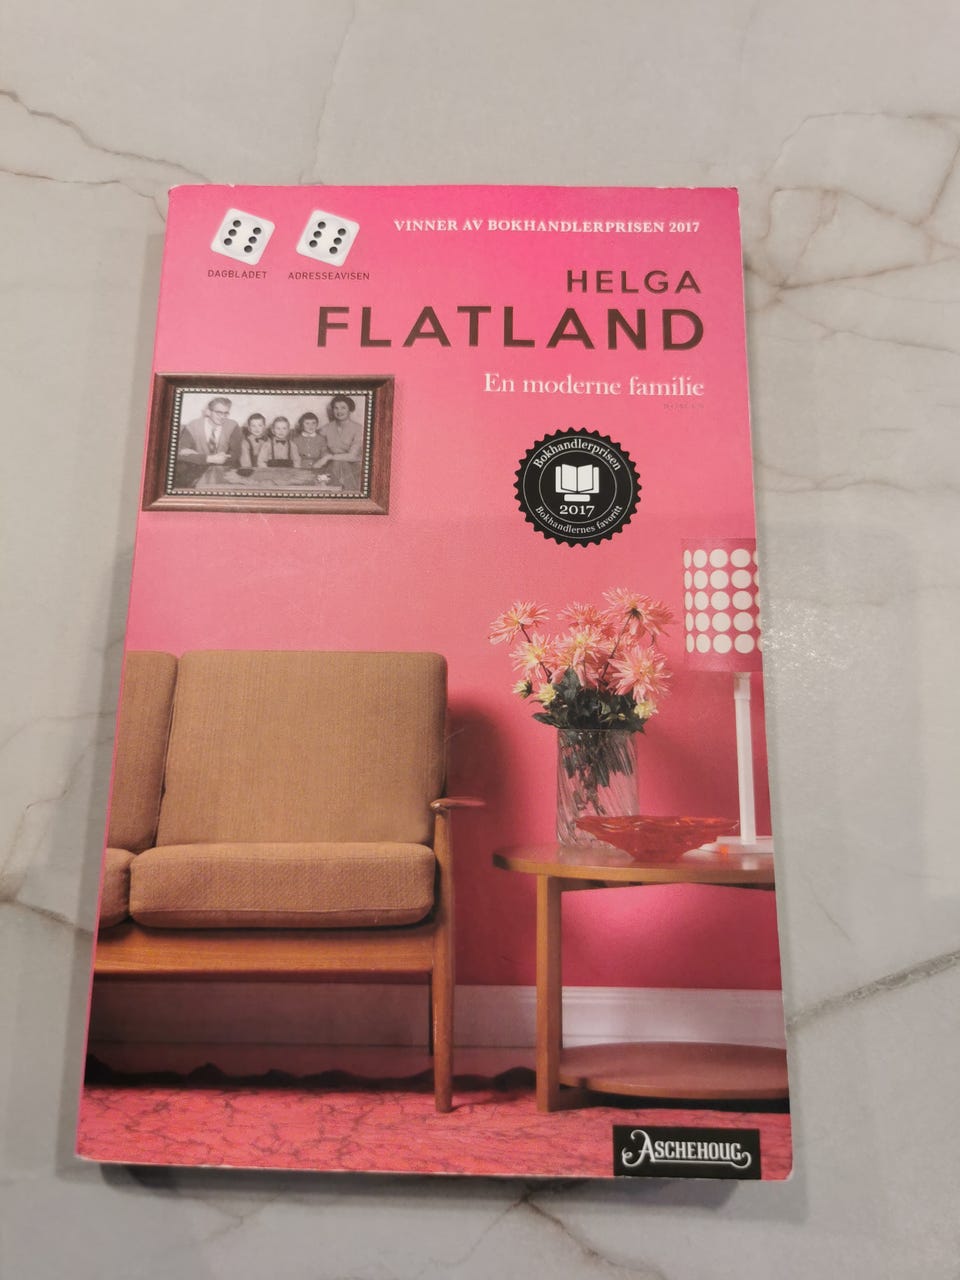 VINNER AV BOKHANDLERPRISEN 2017
DAGBLADET
ADRESSEAVISEN
HELGA
FLATLAND
En moderne familie
Bokhandlerprisen
2017
Bokhandlernes favoritt
ASCHEHOUG